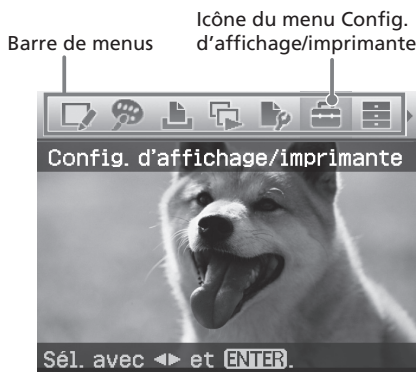 Icône du menu Config.
d’affichage/imprimante
Barre de menus
Config. d’affichage/imprimante
Sél. avec ◄► et ENTER.